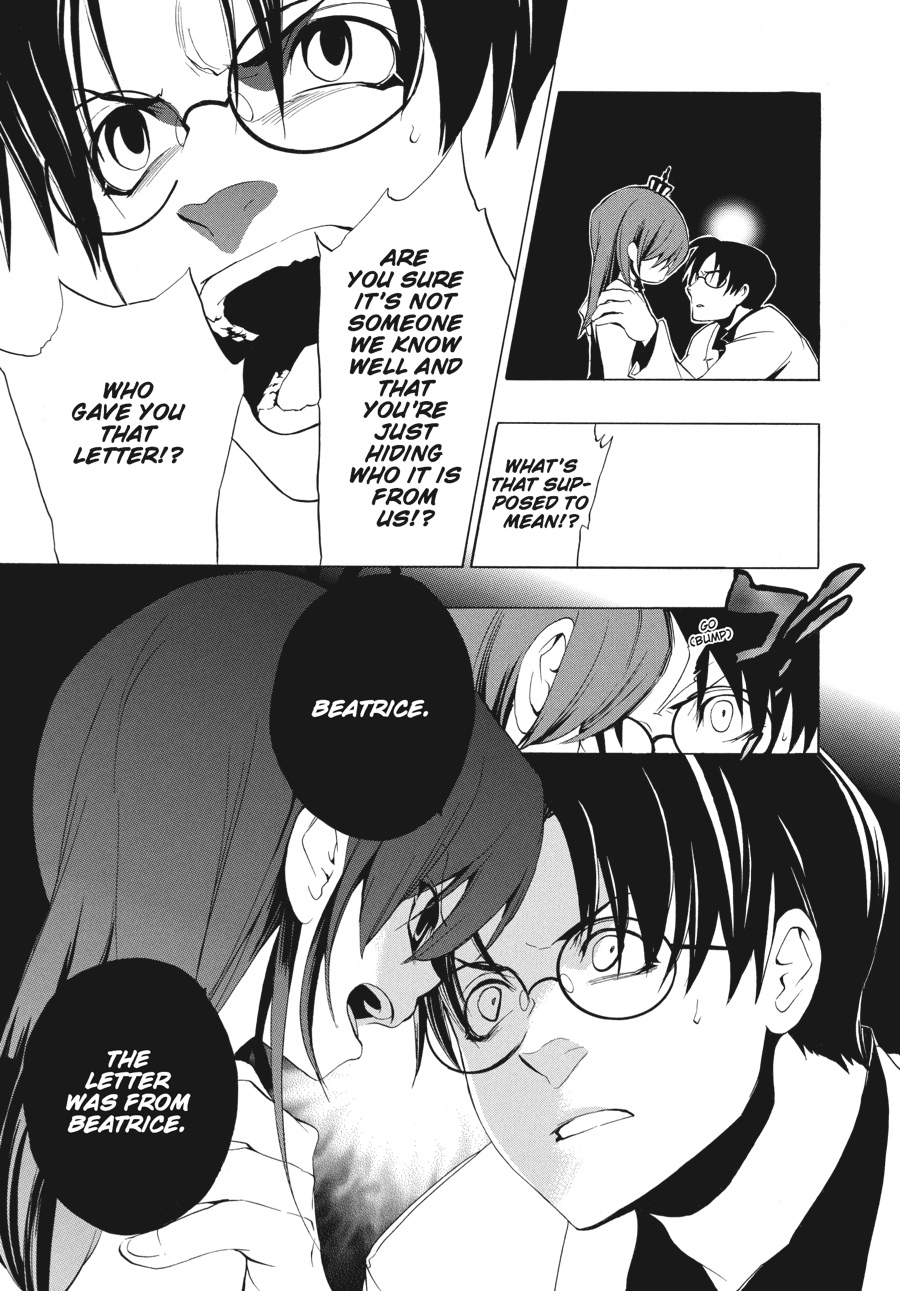 WHAT'S
THAT SUP-
POSED TO
MEAN!?
ARE
YOU SURE
IT'S NOT
SOMEONE
WE KNOW
WELL AND
THAT
YOU'RE
JUST
HIDING
WHO IT IS
FROM
US!?
WHO
GAVE YOU
THAT
LETTER!?
GO
(BUMP)
BEATRICE.
THE
LETTER
WAS FROM
BEATRICE.